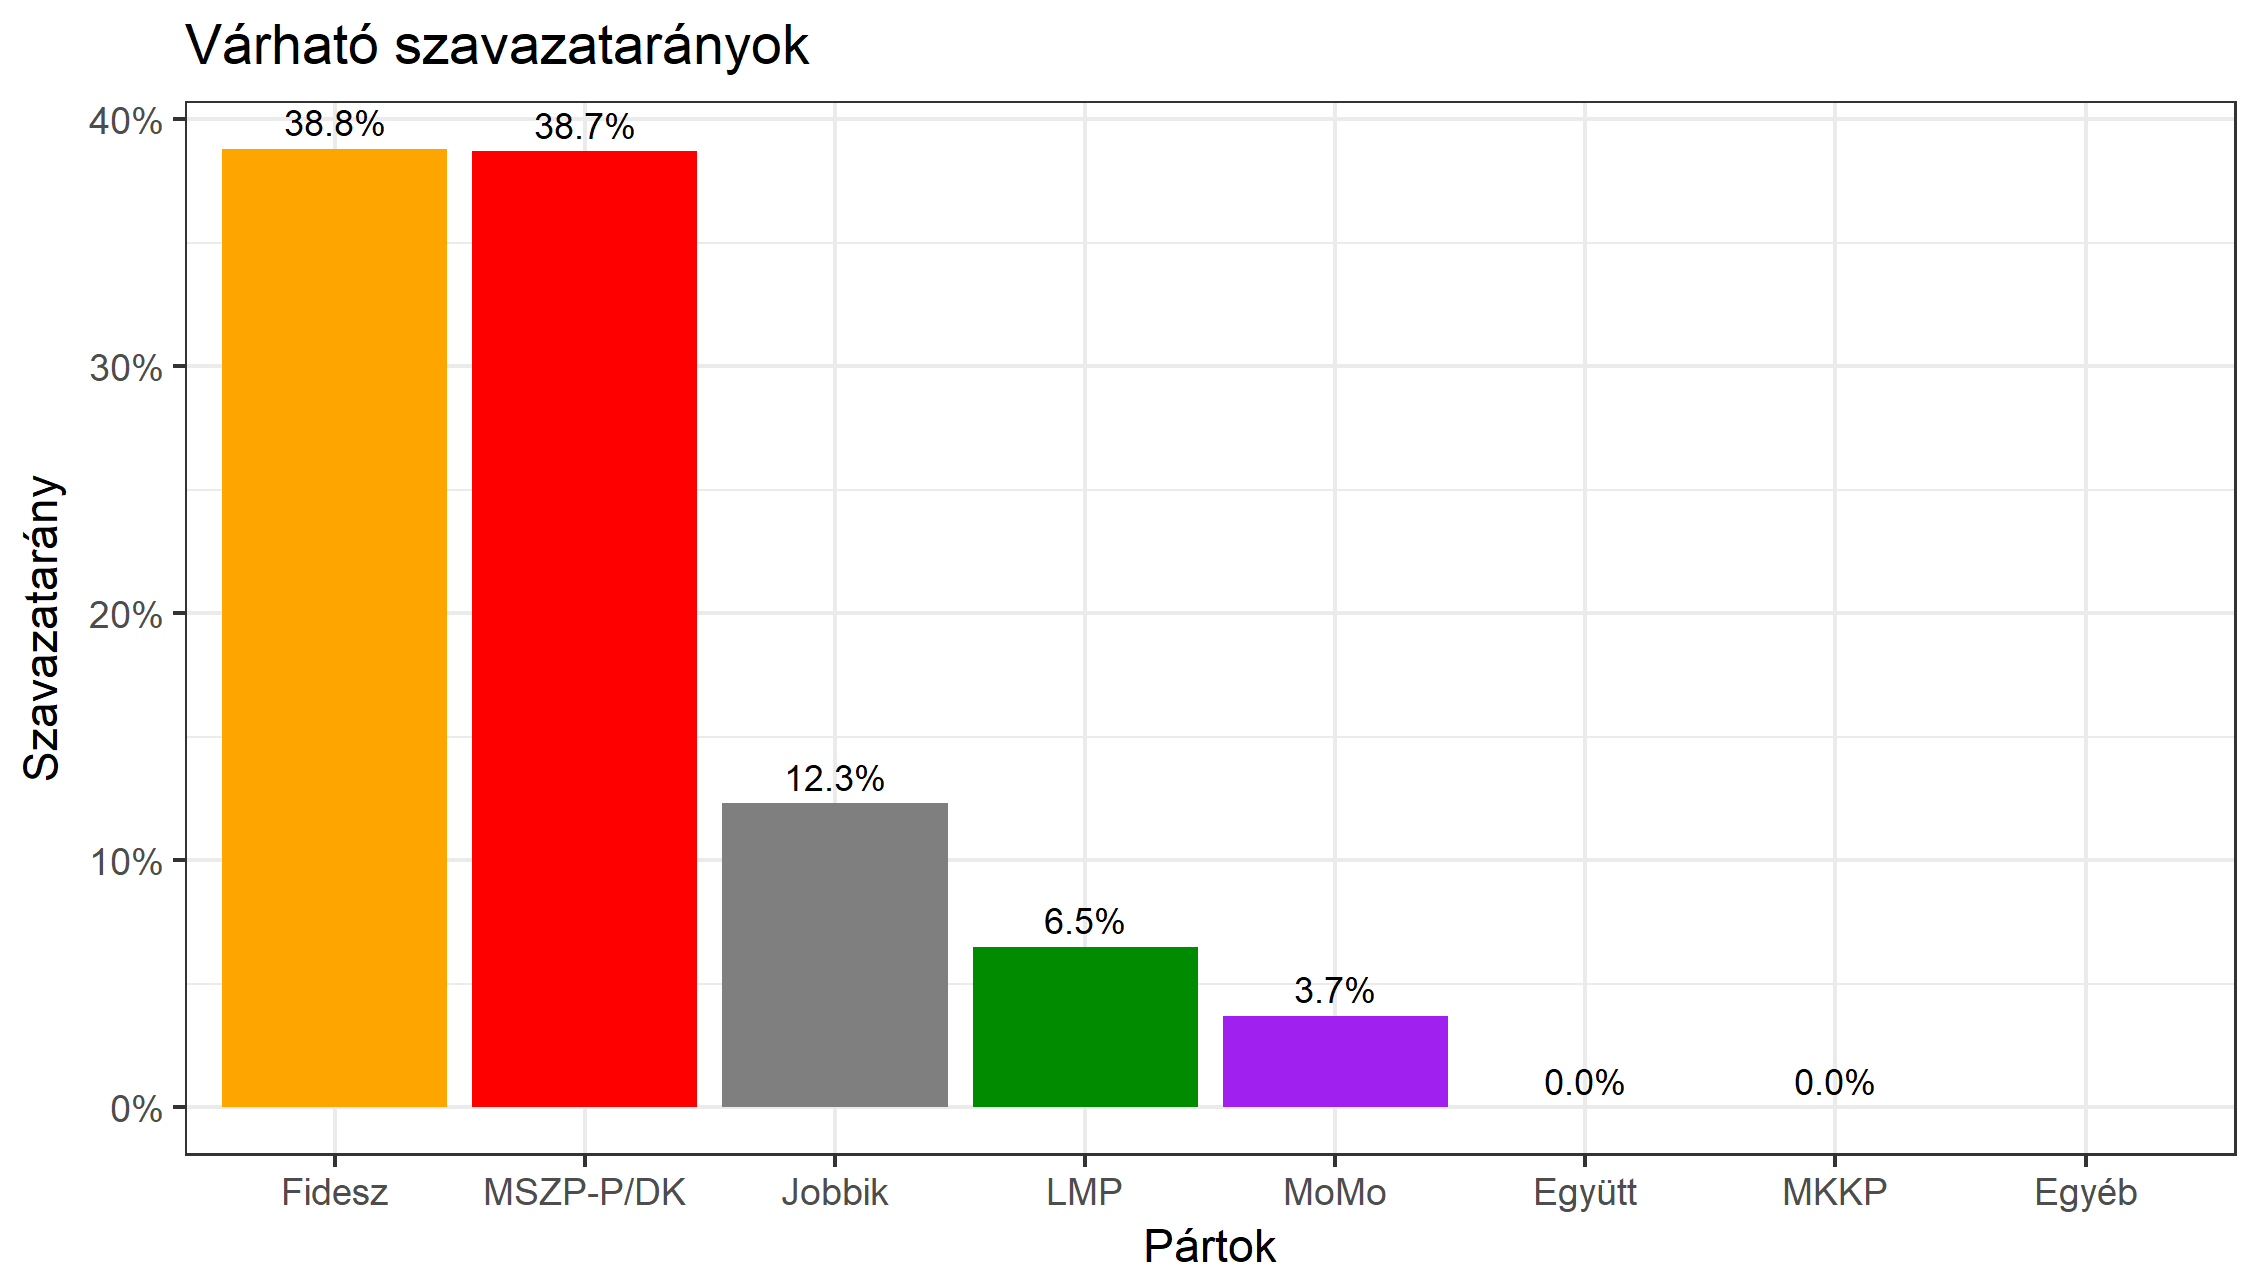 Várható szavazatarányok
Szavazatarány
40%
30%
20%
10%
0%
38.8%
38.7%
12.3%
6.5%
3.7%
0.0%
0.0%
Fidesz
MSZP-P/DK
Jobbik
LMP
MoMo
Együtt
MKKP
Egyéb
Pártok